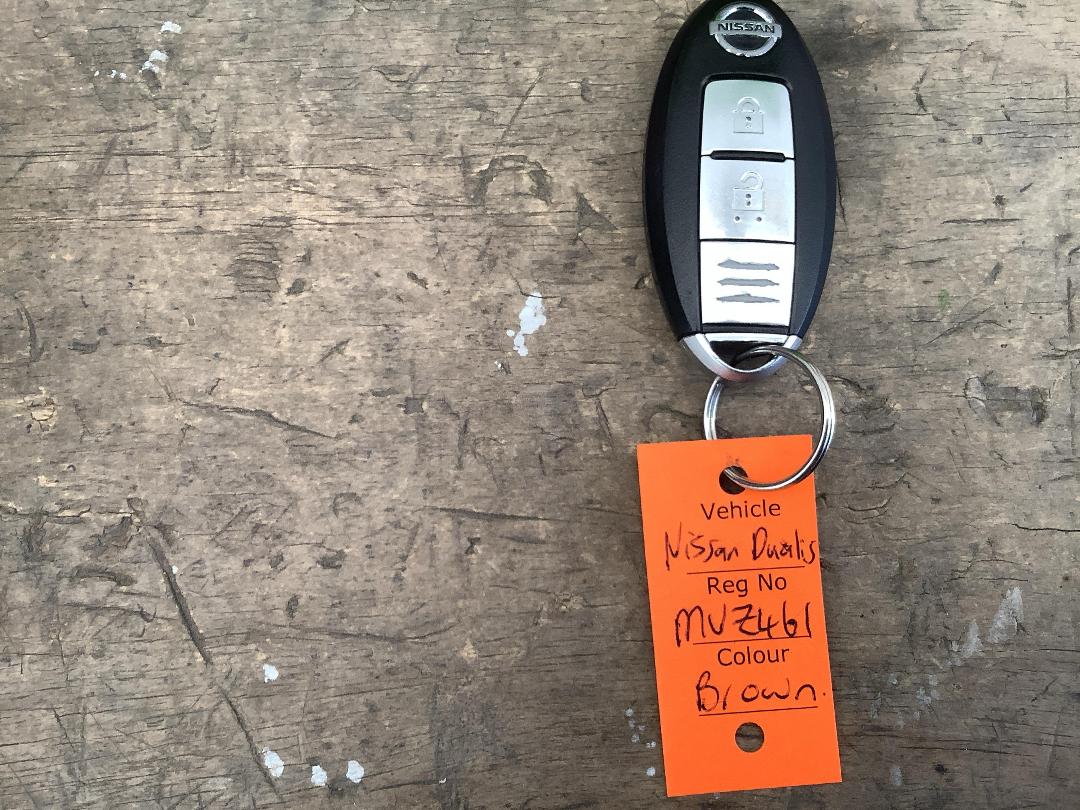 NISSAN
Vehicle
Nissan Dualis
Reg No
MVZ461
Colour
Brown.